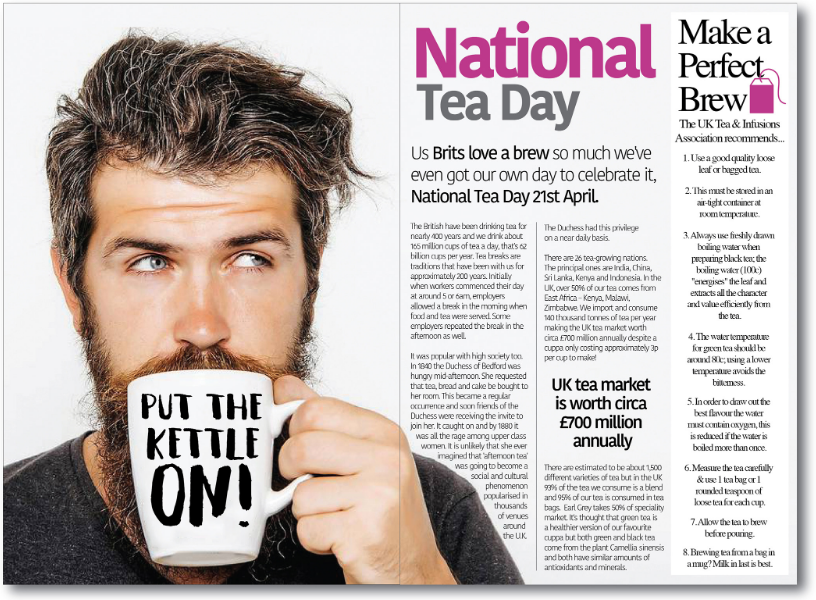 PUT THE
KETTLE
ON!
National
Tea Day
Us Brits love a brew so much we've
even got our own day to celebrate it,
National Tea Day 21st April.
The British have been drinking tea for
nearly 400 years and we drink about
165 million cups of tea a day, that's 62
billion cups per year. Tea breaks are
traditions that have been with us for
approximately 200 years. Initially
when workers commenced their day
at around 5 or 6am, employers
allowed a break in the morning when
food and tea were served. Some
employers repeated the break in the
afternoon as well.
It was popular with high society too.
In 1840 the Duchess of Bedford was
hungry mid-afternoon. She requested
that tea, bread and cake be bought to
her room. This became a regular
occurrence and soon friends of the
Duchess were receiving the invite to
join her. It caught on and by 1880 it
was all the rage among upper class
women. It is unlikely that she ever
imagined that 'afternoon tea'
was going to become a
social and cultural
phenomenon
popularised in
thousands
of venues
around
the U.K.
The Duchess had this privilege
on a near daily basis.
There are 26 tea-growing nations.
The principal ones are India, China,
Sri Lanka, Kenya and Indonesia. In the
UK, over 50% of our tea comes from
East Africa - Kenya, Malawi,
Zimbabwe. We import and consume
140 thousand tonnes of tea per year
making the UK tea market worth
circa £700 million annually despite a
cuppa only costing approximately 3p
per cup to make!
UK tea market
is worth circa
£700 million
annually
There are estimated to be about 1,500
different varieties of tea but in the UK
93% of the tea we consume is a blend
and 95% of our tea is consumed in tea
bags. Earl Grey takes 50% of speciality
market. It's thought that green tea is
a healthier version of our favourite
cuppa but both green and black tea
come from the plant Camellia sinensis
and both have similar amounts of
antioxidants and minerals.
Make a
Perfect
Brew
The UK Tea & Infusions
Association recommends...
1. Use a good quality loose
leaf or bagged tea.
2. This must be stored in an
air-tight container at
room temperature.
3. Always use freshly drawn
boiling water when
preparing black tea; the
boiling water (100c)
"energises" the leaf and
extracts all the character
and value efficiently from
the tea.
4. The water temperature
for green tea should be
around 80c; using a lower
temperature avoids the
bitterness.
5. In order to draw out the
best flavour the water
must contain oxygen, this
is reduced if the water is
boiled more than once.
6. Measure the tea carefully
& use 1 tea bag or 1
rounded teaspoon of
loose tea for each cup.
7. Allow the tea to brew
before pouring.
8. Brewing tea from a bag in
a mug? Milk in last is best.